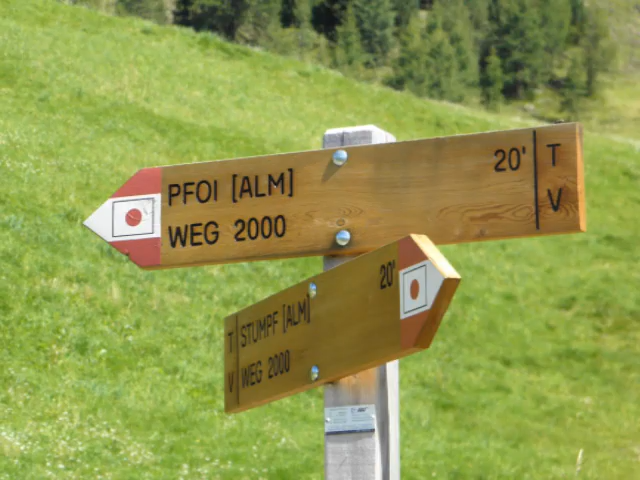 PFOI [ALM] 20' T
WEG 2000 V
T STUMPF [ALM] 20'
V WEG 2000